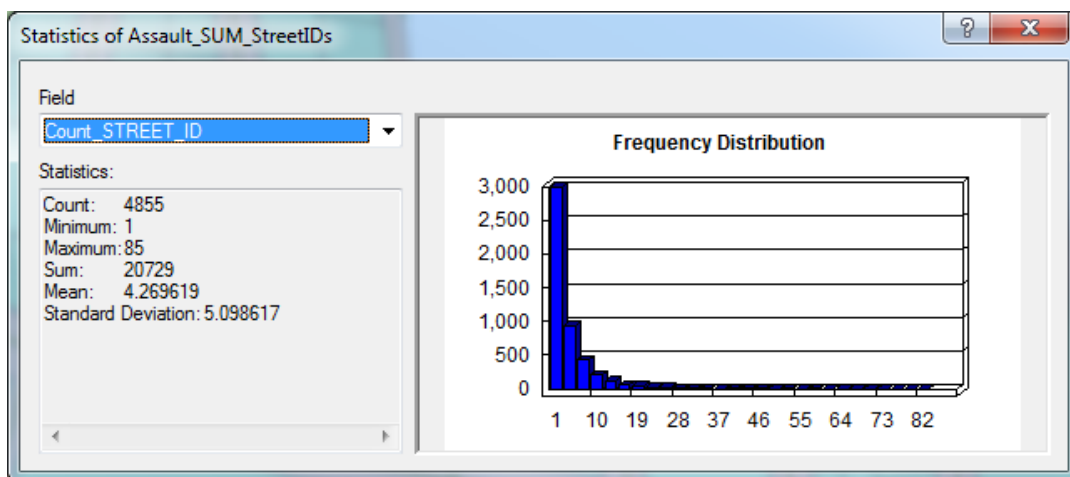 Statistics of Assault_SUM_StreetIDs
Field
Count_STREET_ID
Statistics:
Count: 4855
Minimum: 1
Maximum: 85
Sum: 20729
Mean: 4.269619
Standard Deviation: 5.098617
Frequency Distribution
3,000
2,500
2,000
1,500
1,000
500
0
1 10 19 28 37 46 55 64 73 82